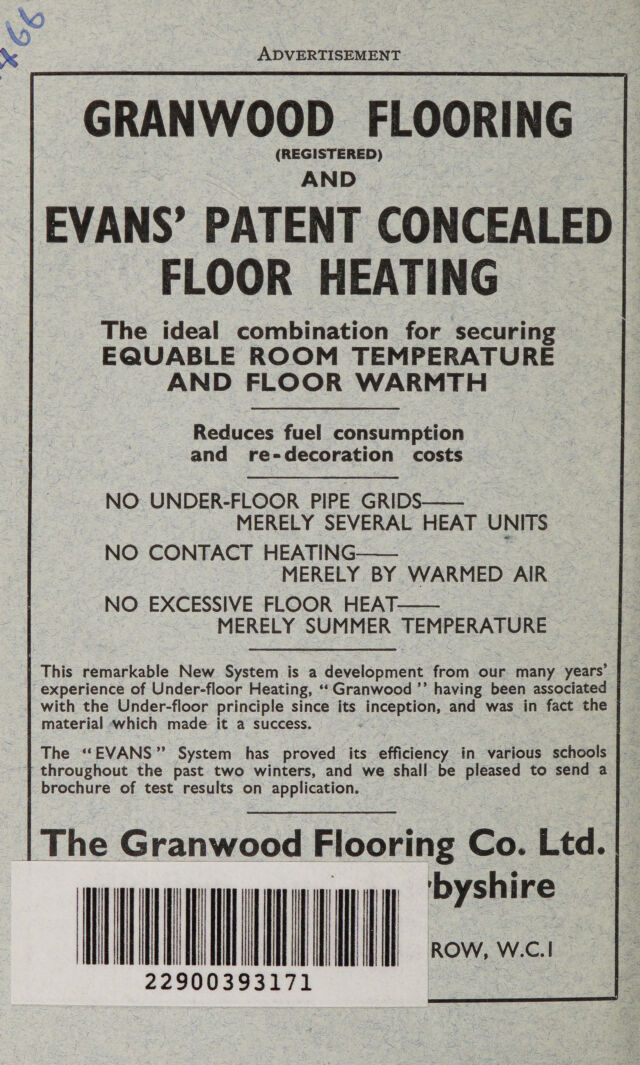 466
ADVERTISEMENT
GRANWOOD FLOORING
(REGISTERED)
AND
EVANS' PATENT CONCEALED
FLOOR HEATING
The ideal combination for securing
EQUABLE ROOM TEMPERATURE
AND FLOOR WARMTH
Reduces fuel consumption
and re-decoration costs
NO UNDER-FLOOR PIPE GRIDS——
MERELY SEVERAL HEAT UNITS
NO CONTACT HEATING——
MERELY BY WARMED AIR
NO EXCESSIVE FLOOR HEAT——
MERELY SUMMER TEMPERATURE
This remarkable New System is a development from our many years'
experience of Under-floor Heating, “ Granwood ” having been associated
with the Under-floor principle since its inception, and was in fact the
material which made it a success.
The “ EVANS ” System has proved its efficiency in various schools
throughout the past two winters, and we shall be pleased to send a
brochure of test results on application.
The Granwood Flooring Co. Ltd.
byshire
ROW, W.C.1
22900393171